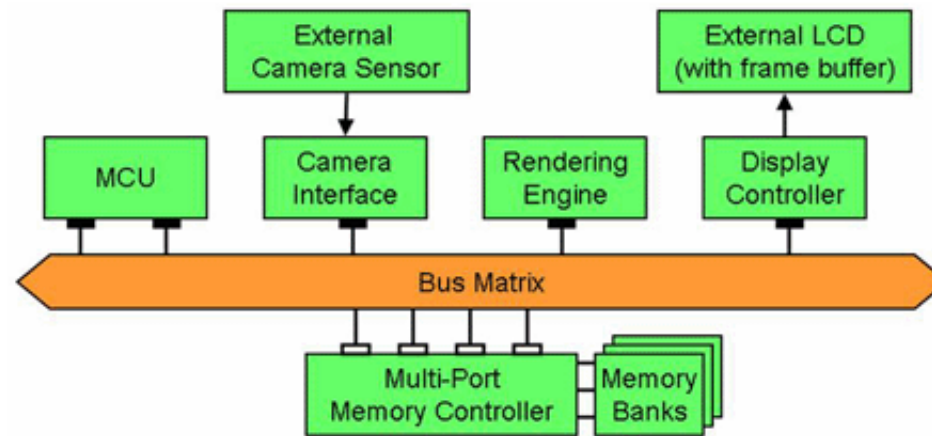 External
Camera Sensor
External LCD
(with frame buffer)
MCU
Camera
Interface
Rendering
Engine
Display
Controller
Bus Matrix
Multi-Port
Memory Controller
Memory
Banks